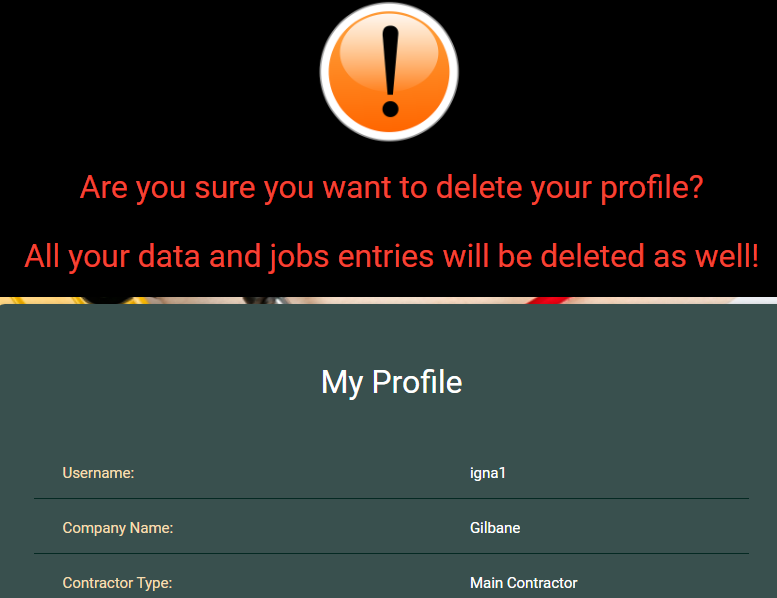 Are you sure you want to delete your profile?
All your data and jobs entries will be deleted as well!
My Profile
Username: igna1
Company Name: Gilbane
Contractor Type: Main Contractor